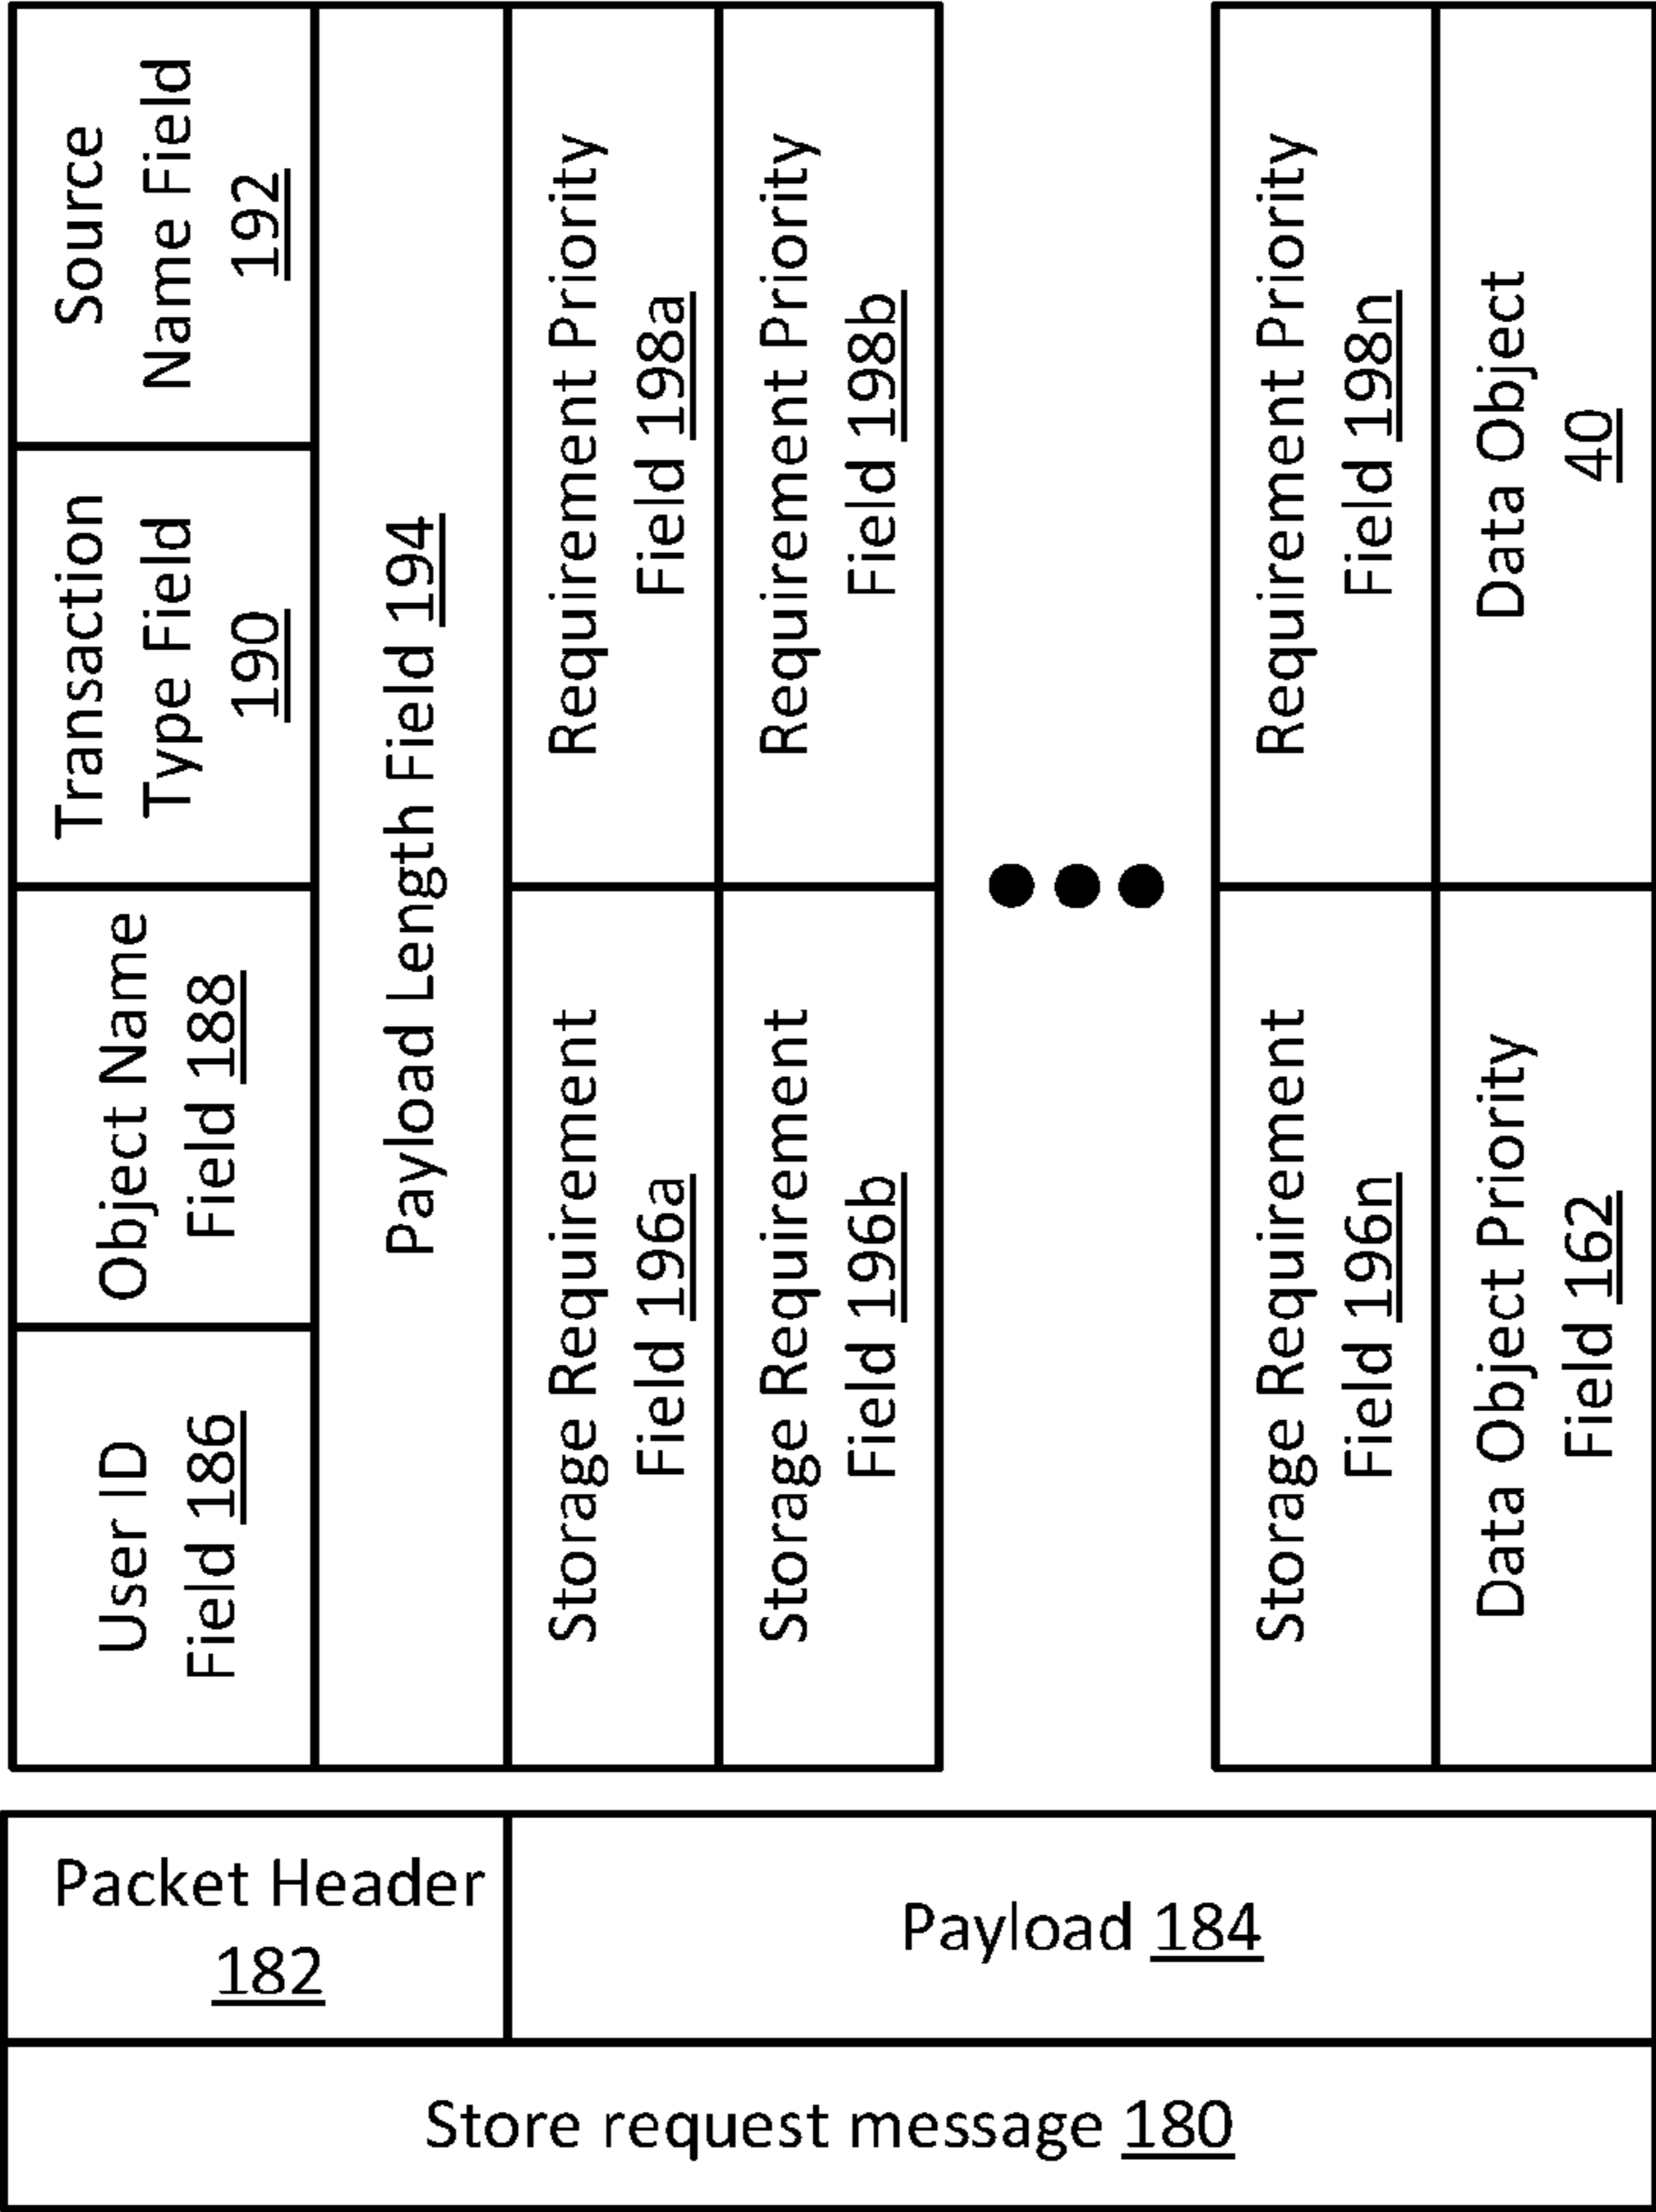 User ID
Field 186
Object Name
Field 188
Transaction
Type Field
190
Source
Name Field
192
Payload Length Field 194
Storage Requirement
Field 196a
Requirement Priority
Field 198a
Storage Requirement
Field 196b
Requirement Priority
Field 198b
Storage Requirement
Field 196n
Requirement Priority
Field 198n
Data Object Priority
Field 162
Data Object
40
Packet Header
182
Payload 184
Store request message 180